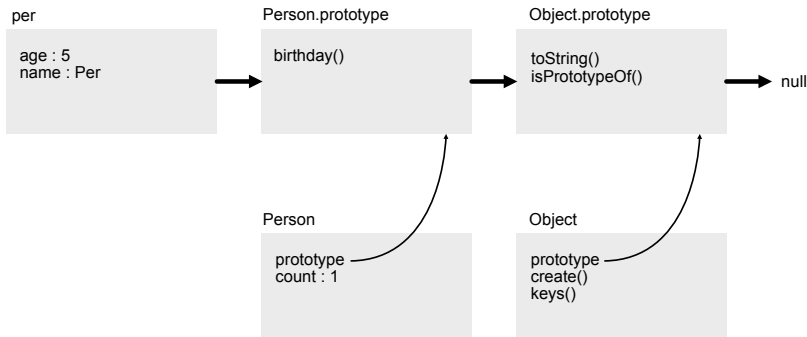 per
age : 5
name : Per
Person.prototype
birthday()
Object.prototype
toString()
isPrototypeOf()
null
Person
prototype
count : 1
Object
prototype
create()
keys()